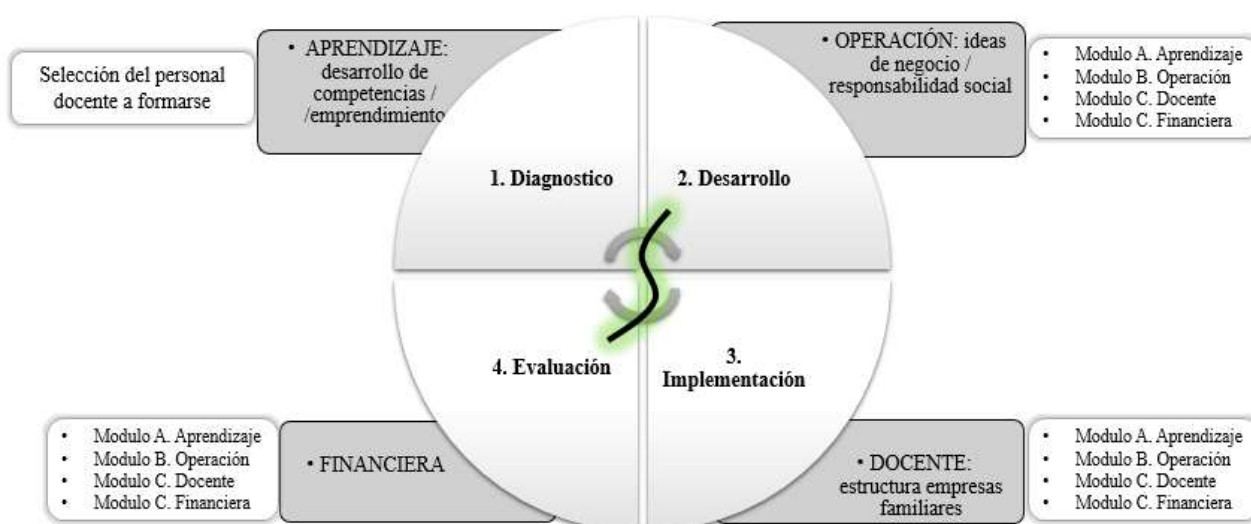 Selección del personal
docente a formarse
• APRENDIZAJE:
desarrollo de
competencias /
/emprendimiento
• OPERACIÓN: ideas
de negocio /
responsabilidad social
• Modulo A. Aprendizaje
• Modulo B. Operación
• Modulo C. Docente
• Modulo C. Financiera
1. Diagnostico
2. Desarrollo
4. Evaluación
3.
Implementación
• Modulo A. Aprendizaje
• Modulo B. Operación
• Modulo C. Docente
• Modulo C. Financiera
• FINANCIERA
• DOCENTE:
estructura empresas
familiares
• Modulo A. Aprendizaje
• Modulo B. Operación
• Modulo C. Docente
• Modulo C. Financiera